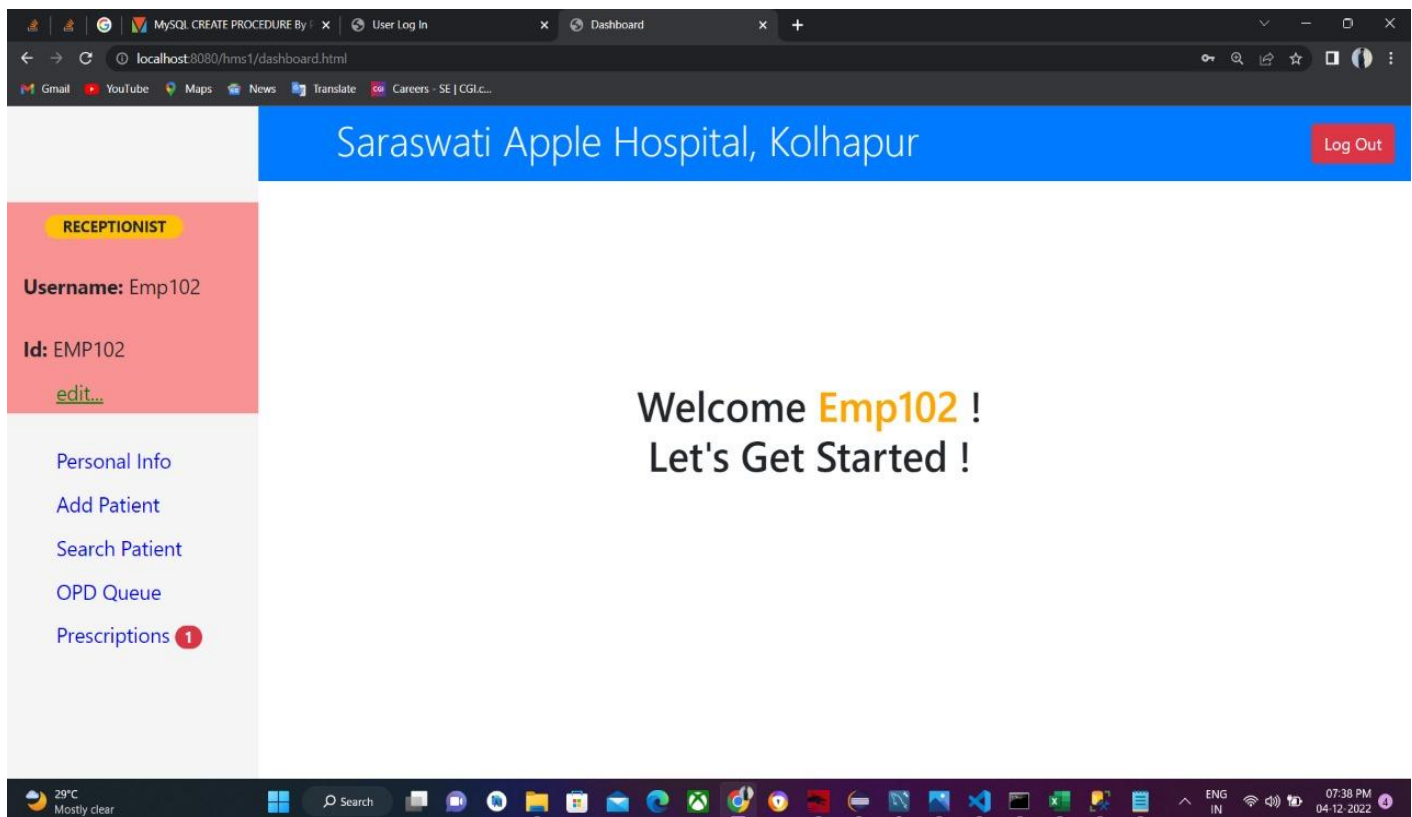 MySQL CREATE PROCEDURE By
User Log In
Dashboard
localhost:8080/hms1/dashboard.html
Gmail YouTube Maps News Translate Careers - SE | CGI.c...
Saraswati Apple Hospital, Kolhapur
Log Out
RECEPTIONIST
Username: Emp102
Id: EMP102
edit...
Personal Info
Add Patient
Search Patient
OPD Queue
Prescriptions 1
Welcome Emp102 !
Let's Get Started !
29°C
Mostly clear
Search
ENG
IN
07:38 PM
04-12-2022
4